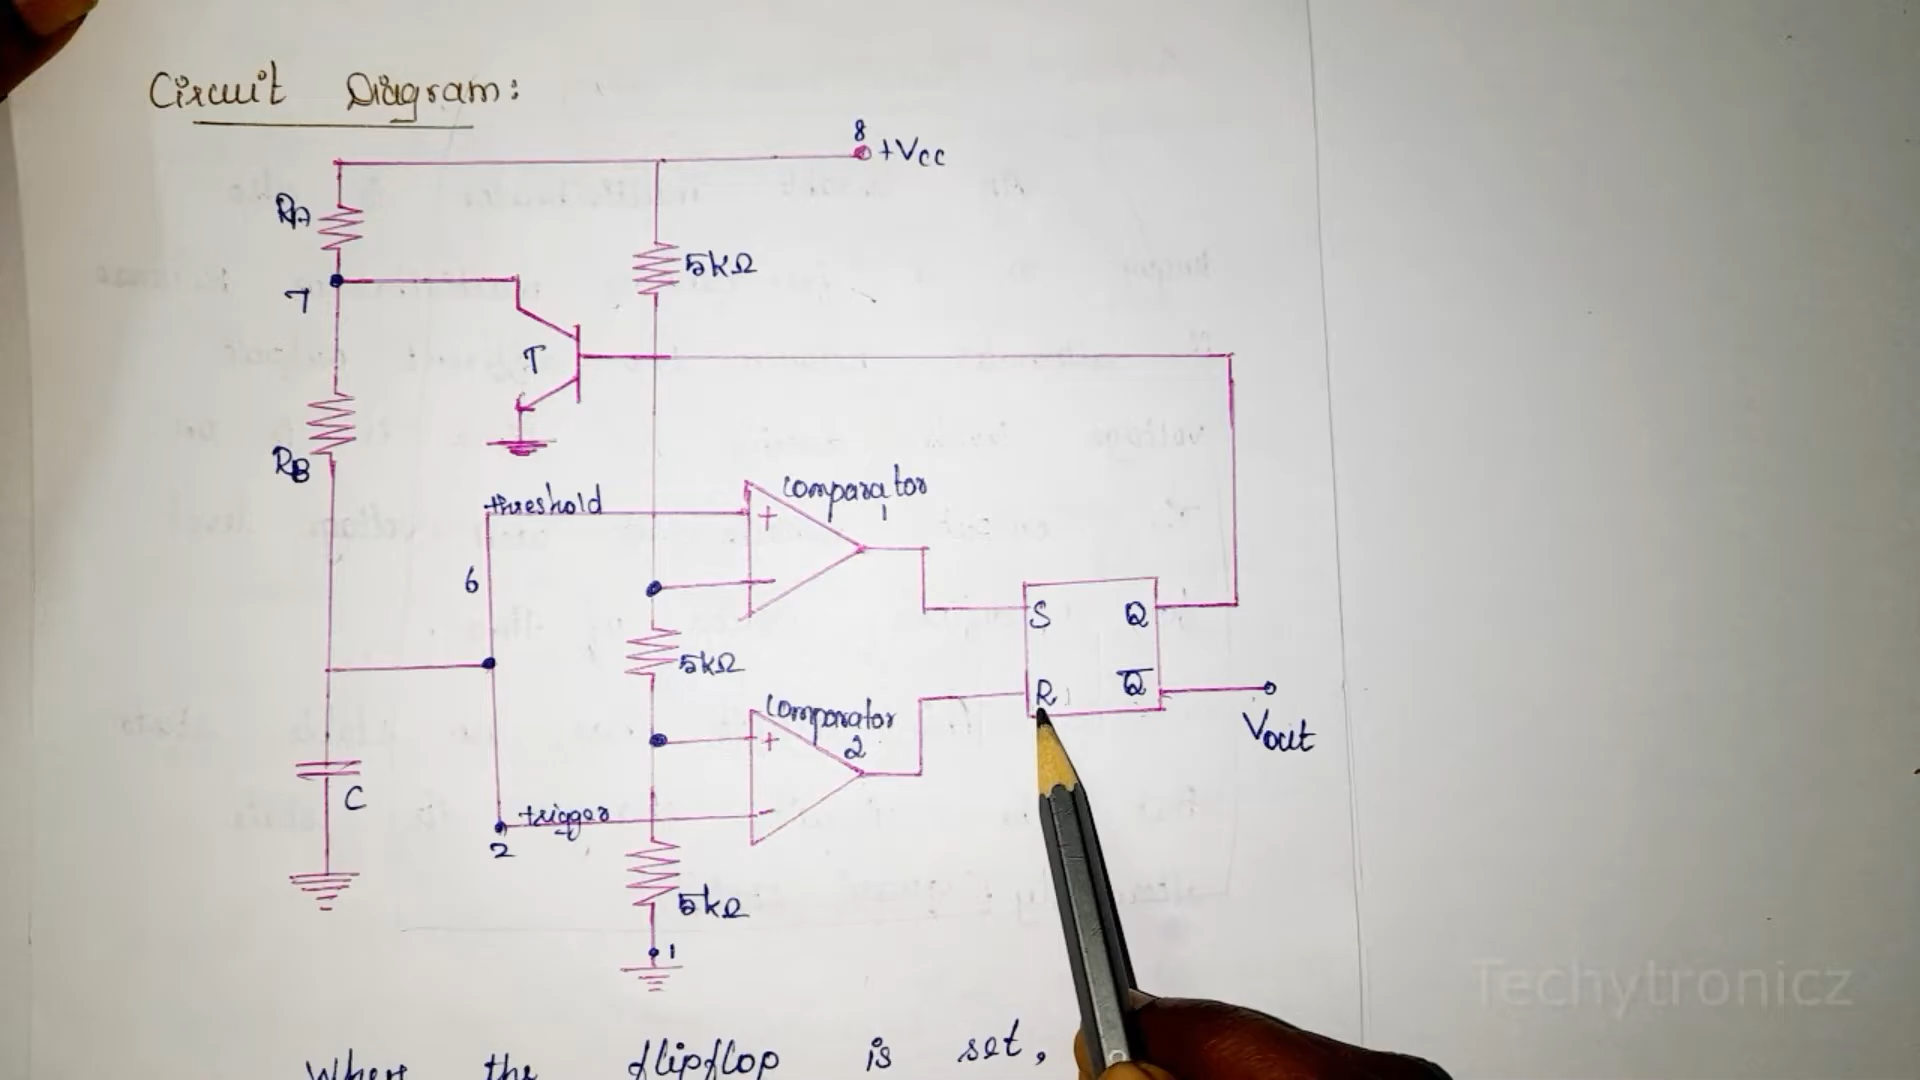 Circuit Diagram:
8
+Vcc
RA
5kΩ
7
T
RB
threshold
comparator
1
+
-
6
S
Q
5kΩ
R
Q̅
comparator
2
+
Vout
C
trigger
-
2
5kΩ
1
Techytronicz
Where the flipflop is set,